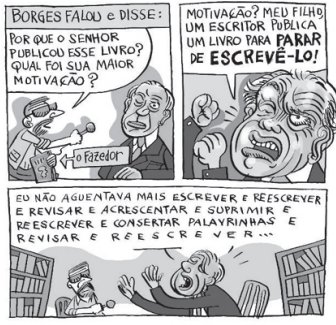 BORGES FALOU e DISSE:
POR QUE O SENHOR
PUBLICOU ESSE LIVRO?
QUAL FOI SUA MAIOR
MOTIVAÇÃO?
O FAZEDOR
MOTIVAÇÃO? MEU FILHO,
UM ESCRITOR PUBLICA
UM LIVRO PARA PARAR
DE ESCREVÊ-LO!
EU NÃO AGUENTAVA MAIS ESCREVER E REESCREVER
E REVISAR E ACRESCENTAR E SUPRIMIR E
REESCREVER E CONSERTAR PALAVRINHAS E
REVISAR E REESCREVER...